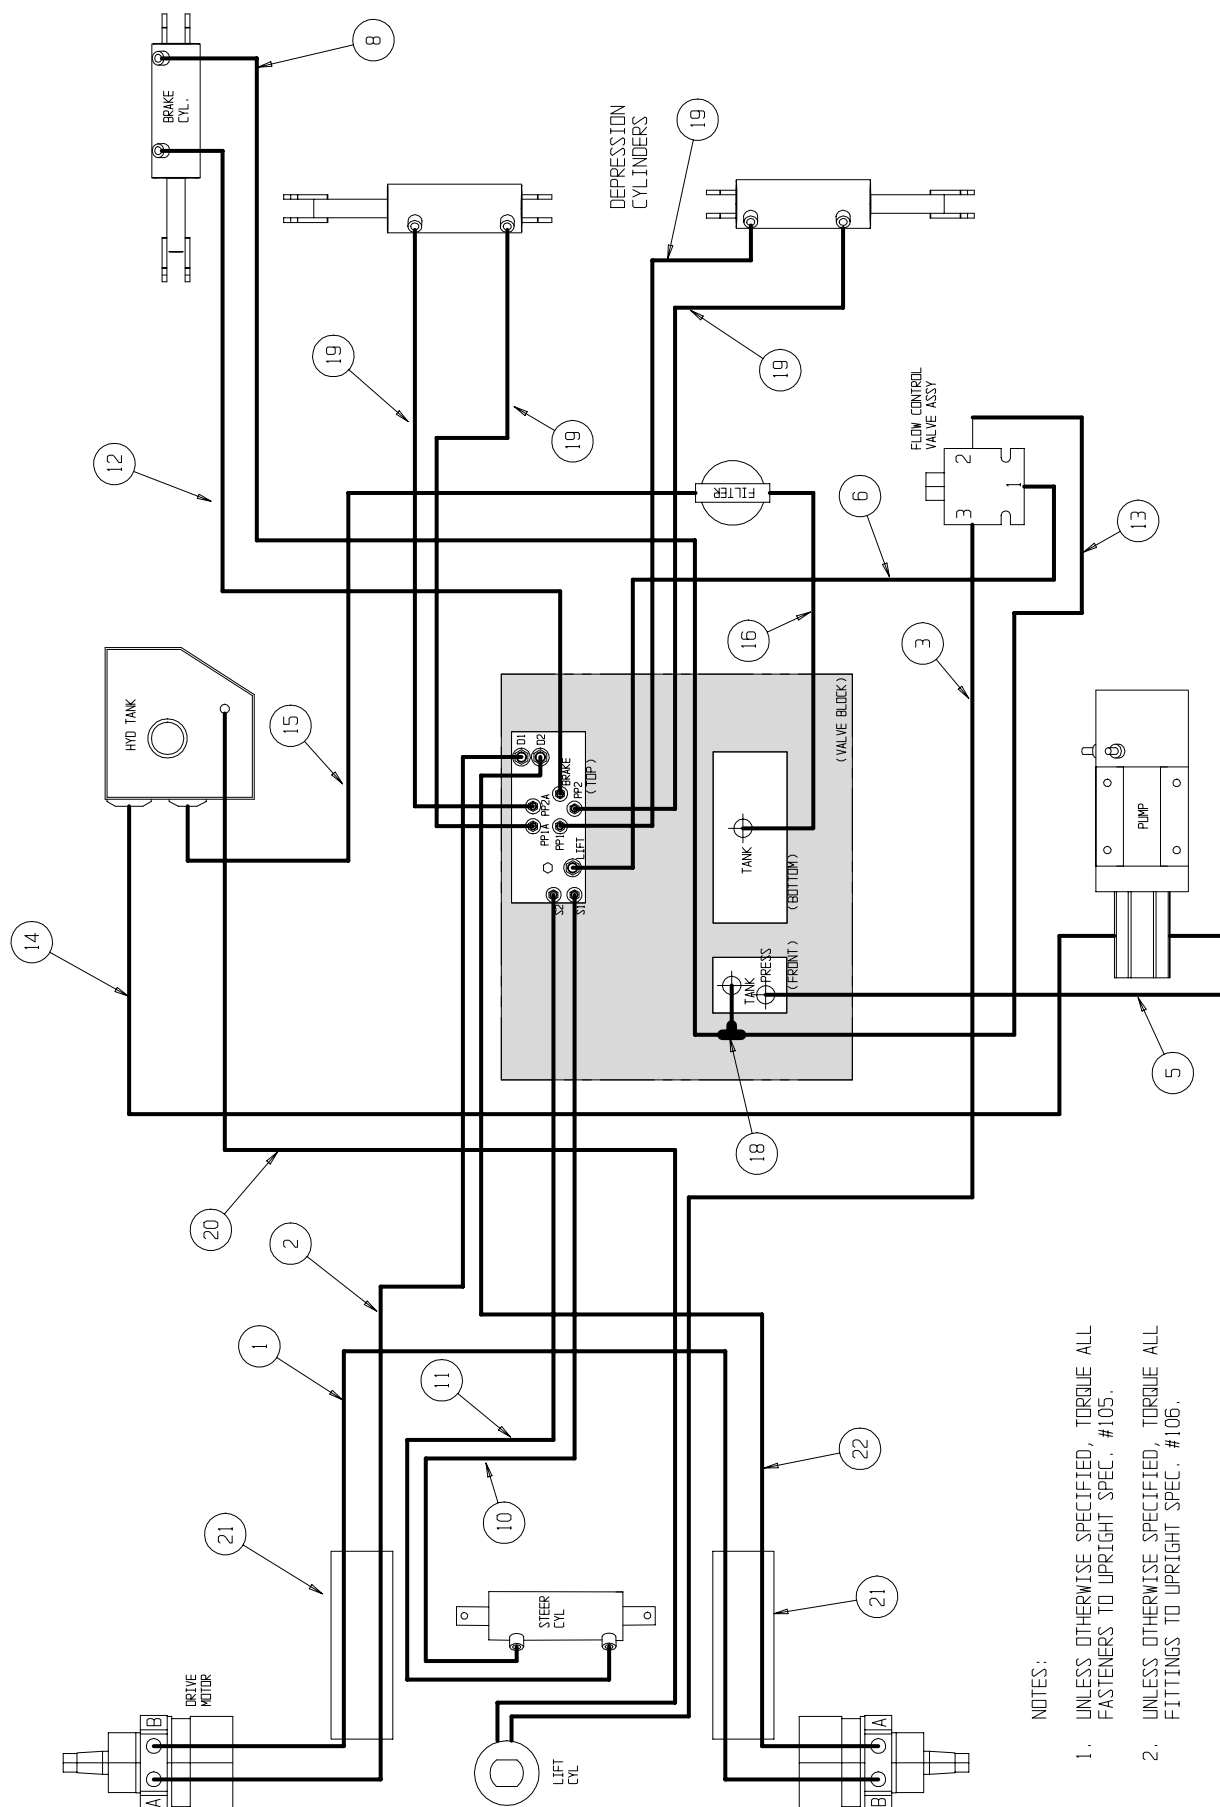 8
BRAKE
CYL.
DEPRESSION
CYLINDERS
19
19
19
19
19
12
FLOW CONTROL
VALVE ASSY
2
3
1
FILTER
6
13
16
3
HYD TANK
15
(VALVE BLOCK)
D1
D2
BRAKE
(TOP)
PP2
PP2A
PP1A
PP1
LIFT
S2
S1
TANK
(BOTTOM)
TANK
PRESS
(FRONT)
PUMP
14
5
18
20
2
1
11
10
22
21
21
STEER
CYL
DRIVE
MOTOR
B
A
LIFT
CYL
A
B
NOTES:
1. UNLESS OTHERWISE SPECIFIED, TORQUE ALL
FASTENERS TO UPRIGHT SPEC. #105.
2. UNLESS OTHERWISE SPECIFIED, TORQUE ALL
FITTINGS TO UPRIGHT SPEC. #106.